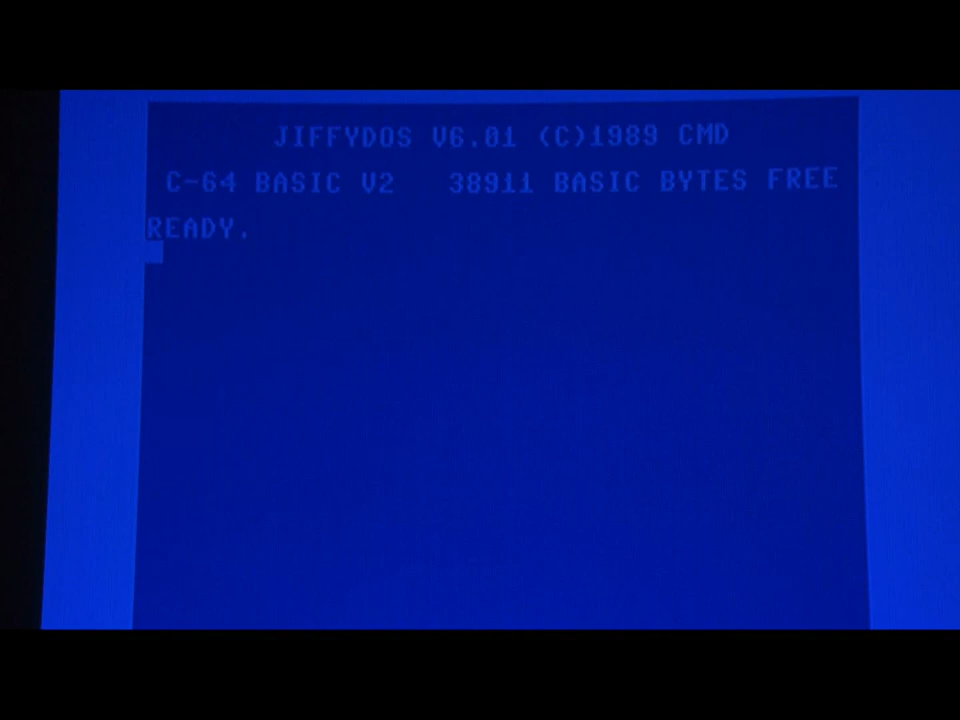 JIFFYDOS V6.01 (C)1989 CMD
C-64 BASIC V2   38911 BASIC BYTES FREE
READY.